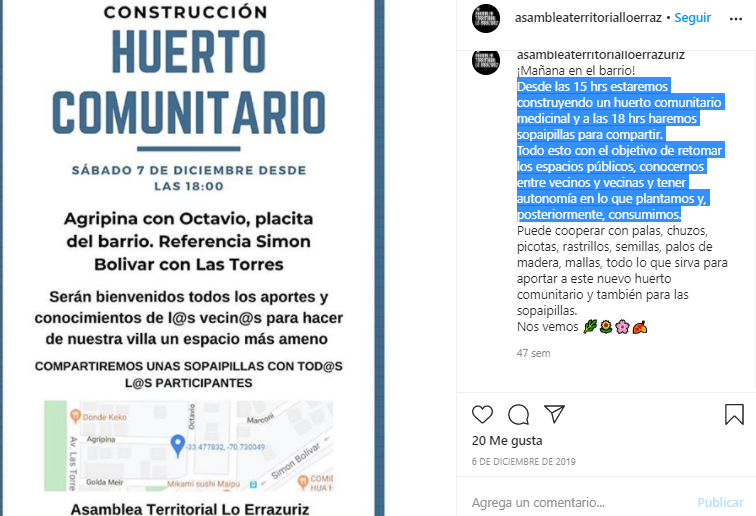 CONSTRUCCIÓN
HUERTO
COMUNITARIO
SÁBADO 7 DE DICIEMBRE DESDE
LAS 18:00
Agripina con Octavio, placita
del barrio. Referencia Simon
Bolivar con Las Torres
Serán bienvenidos todos los aportes y
conocimientos de l@s vecin@s para hacer
de nuestra villa un espacio más ameno
COMPARTIREMOS UNAS SOPAIPILLAS CON TOD@S
L@S PARTICIPANTES
Donde Keko
Octavio
Marconi
Agripina
-33.477832, -70.730049
Av. Las Torre
Simon Bolivar
Golda Meir
Mikami sushi Maipu
COMID
HUA H
Asamblea Territorial Lo Errazuriz
asambleaterritorialloerraz • Seguir
asambleaterritorialloerrazuriz
¡Mañana en el barrio!
Desde las 15 hrs estaremos
construyendo un huerto comunitario
medicinal y a las 18 hrs haremos
sopaipillas para compartir.
Todo esto con el objetivo de retomar
los espacios públicos, conocernos
entre vecinos y vecinas y tener
autonomía en lo que plantamos y,
posteriormente, consumimos.
Puede cooperar con palas, chuzos,
picotas, rastrillos, semillas, palos de
madera, mallas, todo lo que sirva para
aportar a este nuevo huerto
comunitario y también para las
sopaipillas.
Nos vemos 🌿🌻🌸🍂
47 sem
20 Me gusta
6 DE DICIEMBRE DE 2019
Agrega un comentario...
Publicar